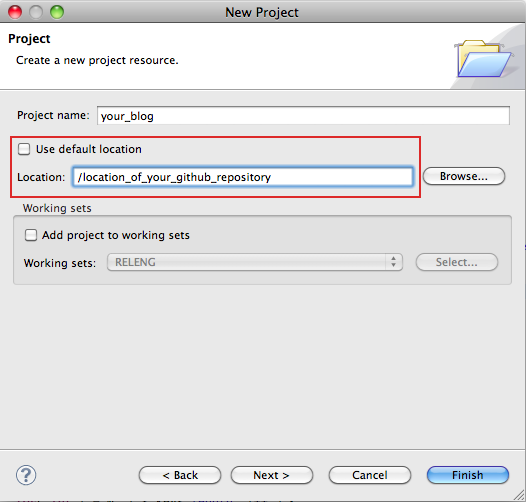 New Project
Project
Create a new project resource.
Project name: your_blog
Use default location
Location: /location_of_your_github_repository Browse...
Working sets
Add project to working sets
Working sets: RELENG Select...
? < Back Next > Cancel Finish